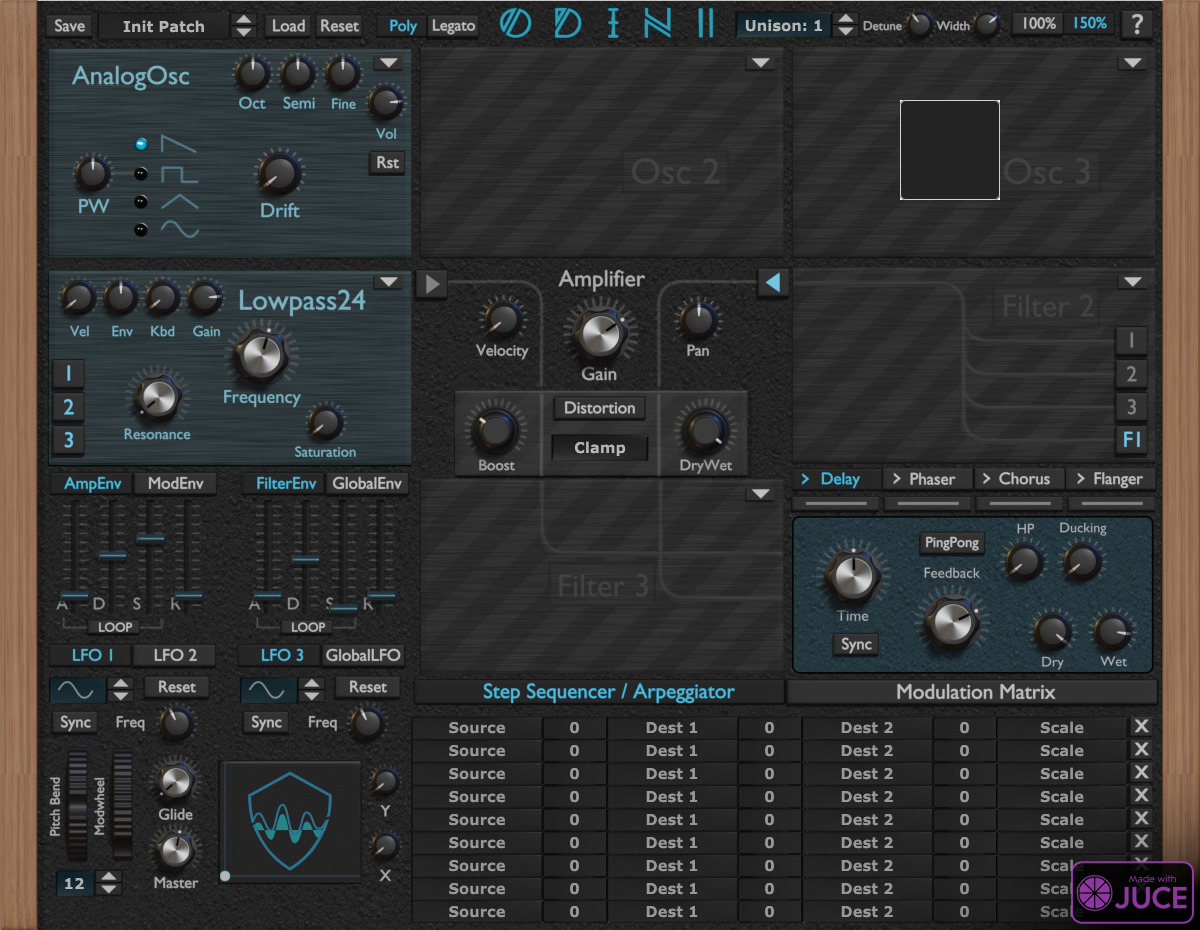 Save Init Patch Load Reset Poly Legato ODIN II Unison: 1 Detune Width 100% 150% ?
AnalogOsc
Oct Semi Fine
Vol
Rst
PW
Drift
Osc 2
Osc 3
Vel Env Kbd Gain
Lowpass24
1
2
3
Frequency
Resonance
Saturation
Amplifier
Velocity
Gain
Pan
Distortion
Clamp
Boost
DryWet
Filter 2
1
2
3
F1
AmpEnv ModEnv FilterEnv GlobalEnv
A D S R
LOOP
A D S R
LOOP
Filter 3
> Delay > Phaser > Chorus > Flanger
PingPong
HP
Ducking
Feedback
Time
Sync
Dry
Wet
LFO 1 LFO 2 LFO 3 GlobalLFO
Reset
Sync Freq
Reset
Sync Freq
Pitch Bend
Modwheel
12
Glide
Master
Y
X
Step Sequencer / Arpeggiator Modulation Matrix
Source 0 Dest 1 0 Dest 2 0 Scale X
Source 0 Dest 1 0 Dest 2 0 Scale X
Source 0 Dest 1 0 Dest 2 0 Scale X
Source 0 Dest 1 0 Dest 2 0 Scale X
Source 0 Dest 1 0 Dest 2 0 Scale X
Source 0 Dest 1 0 Dest 2 0 Scale X
Source 0 Dest 1 0 Dest 2 0 Scale X
Source 0 Dest 1 0 Dest 2 0 Scal
Source 0 Dest 1 0 Dest 2 0 Scal
Made with
JUCE